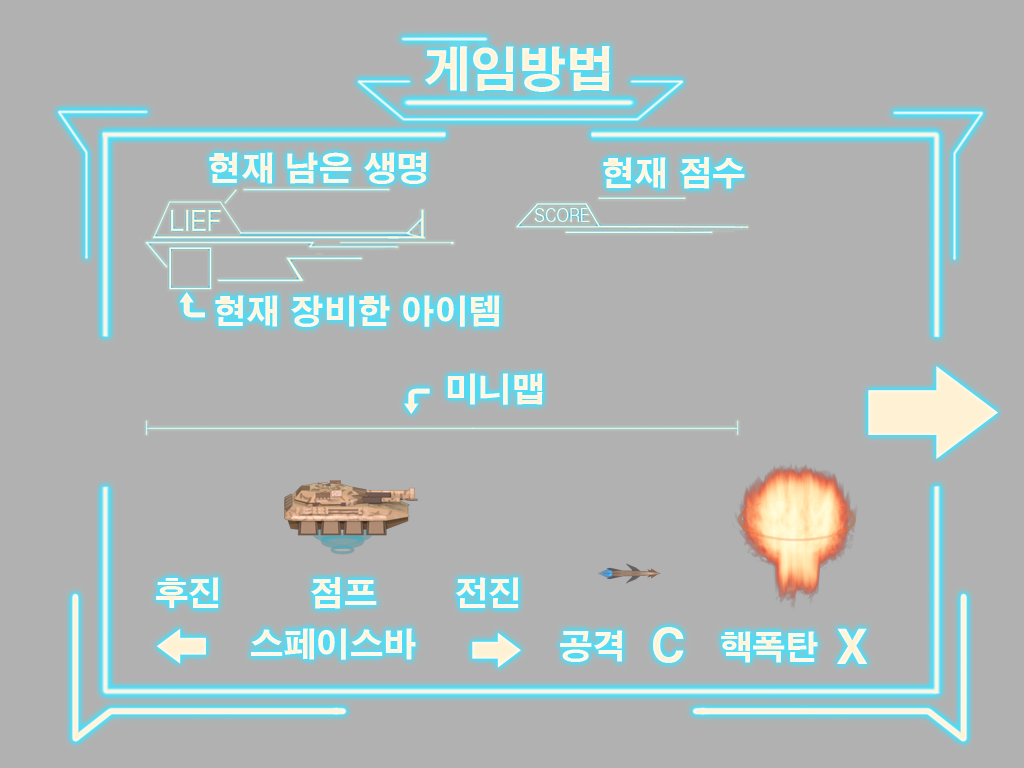 게임방법
현재 남은 생명
현재 점수
LIEF
SCORE
현재 장비한 아이템
미니맵
후진 점프 전진
스페이스바 공격 C 핵폭탄 X